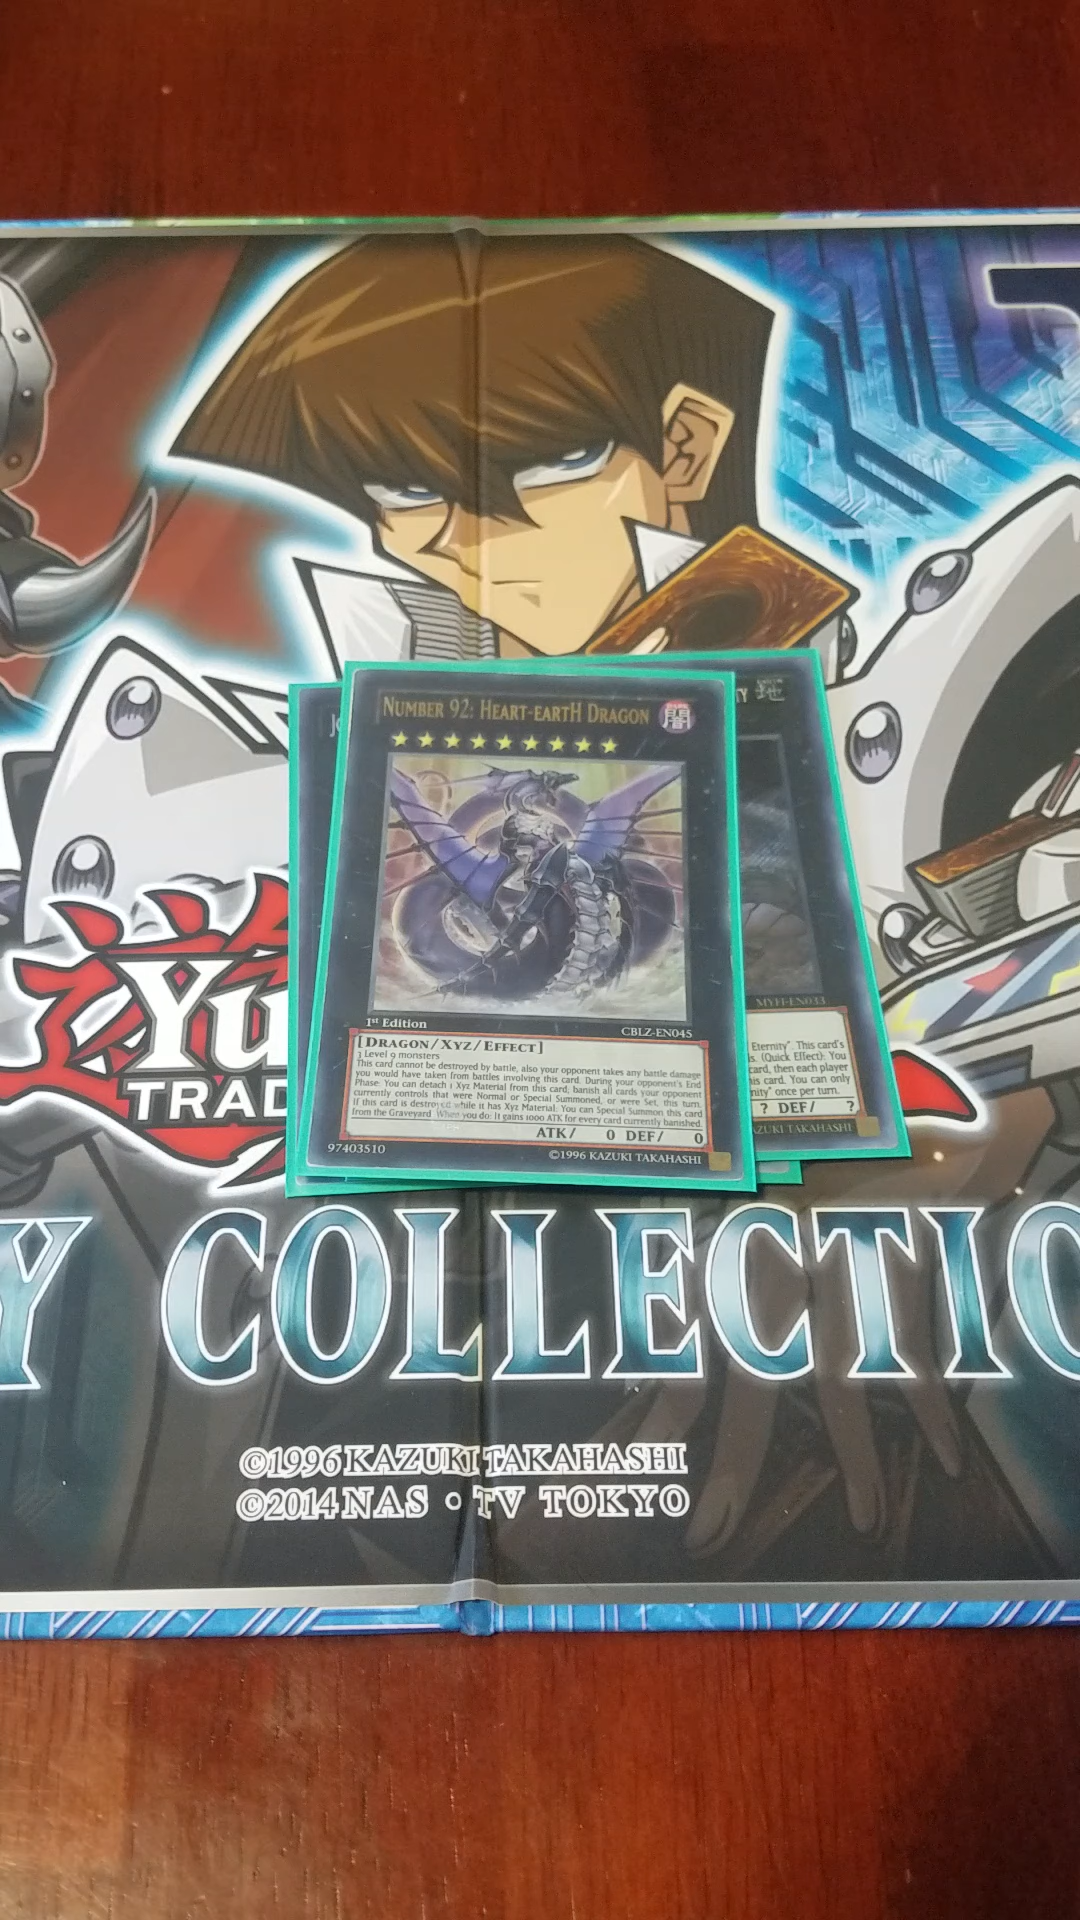 NUMBER 92: HEART-EARTH DRAGON
闇
1st Edition
CBLZ-EN045
[DRAGON/XYZ/EFFECT]
3 Level 9 monsters
This card cannot be destroyed by battle, also your opponent takes any battle damage
you would have taken from battles involving this card. During your opponent's End
Phase: You can detach 1 Xyz Material from this card; banish all cards your opponent
currently controls that were Normal or Special Summoned, or were Set, this turn.
If this card is destroyed while it has Xyz Material: You can Special Summon this card
from the Graveyard. When you do: It gains 1000 ATK for every card currently banished.
ATK/ 0 DEF/ 0
97403510
©1996 KAZUKI TAKAHASHI
TY
MYFI-EN033
Eternity". This card's
s. (Quick Effect): You
card, then each player
is card. You can only
nity" once per turn.
? DEF/ ?
AZUKI TAKAHASHI
遊
Yu
TRAD
Y COLLECTIO
©1996 KAZUKI TAKAHASHI
©2014 NAS • TV TOKYO